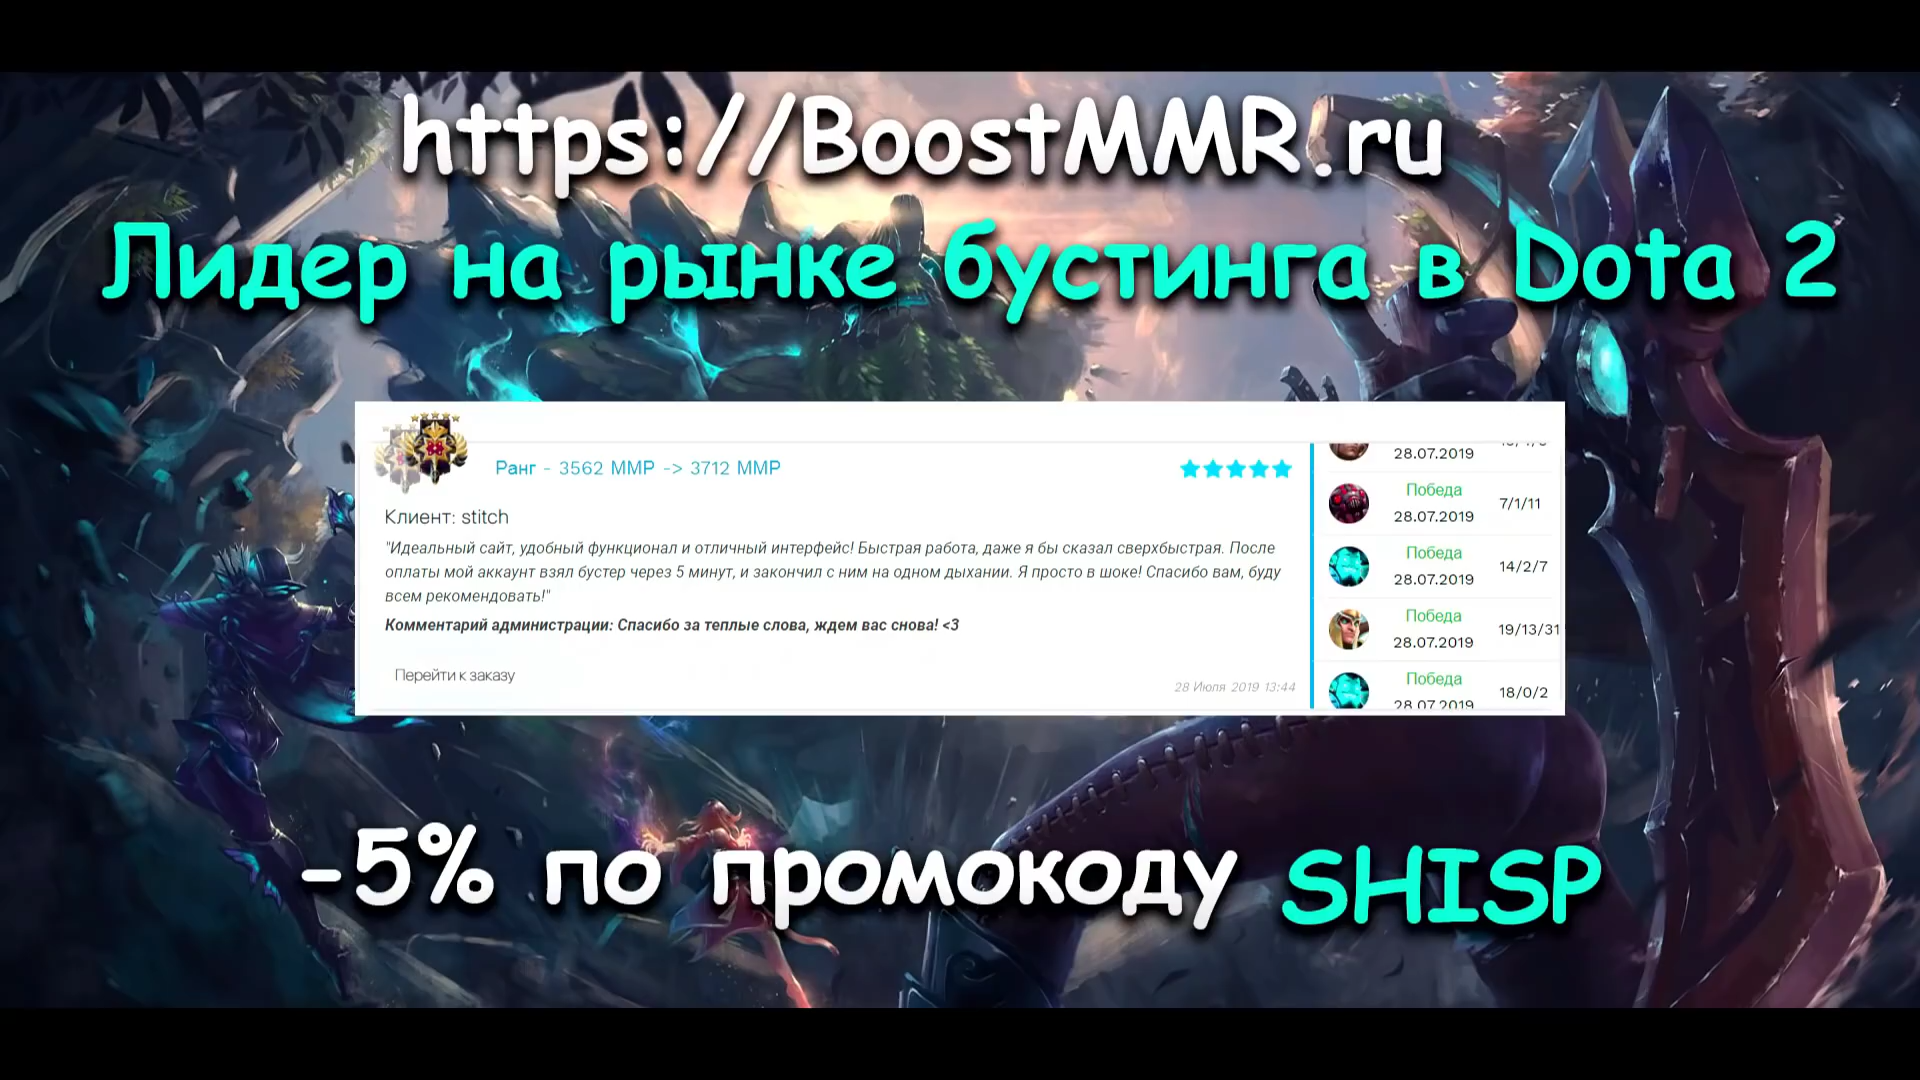 https://BoostMMR.ru
Лидер на рынке бустинга в Dota 2
Ранг - 3562 ММР -> 3712 ММР
Клиент: stitch
"Идеальный сайт, удобный функционал и отличный интерфейс! Быстрая работа, даже я бы сказал сверхбыстрая. После
оплаты мой аккаунт взял бустер через 5 минут, и закончил с ним на одном дыхании. Я просто в шоке! Спасибо вам, буду
всем рекомендовать!"
Комментарий администрации: Спасибо за теплые слова, ждем вас снова! <3
Перейти к заказу
28 Июля 2019 13:44
28.07.2019
Победа
28.07.2019
7/1/11
Победа
28.07.2019
14/2/7
Победа
28.07.2019
19/13/31
Победа
28.07.2019
18/0/2
-5% по промокоду SHISP